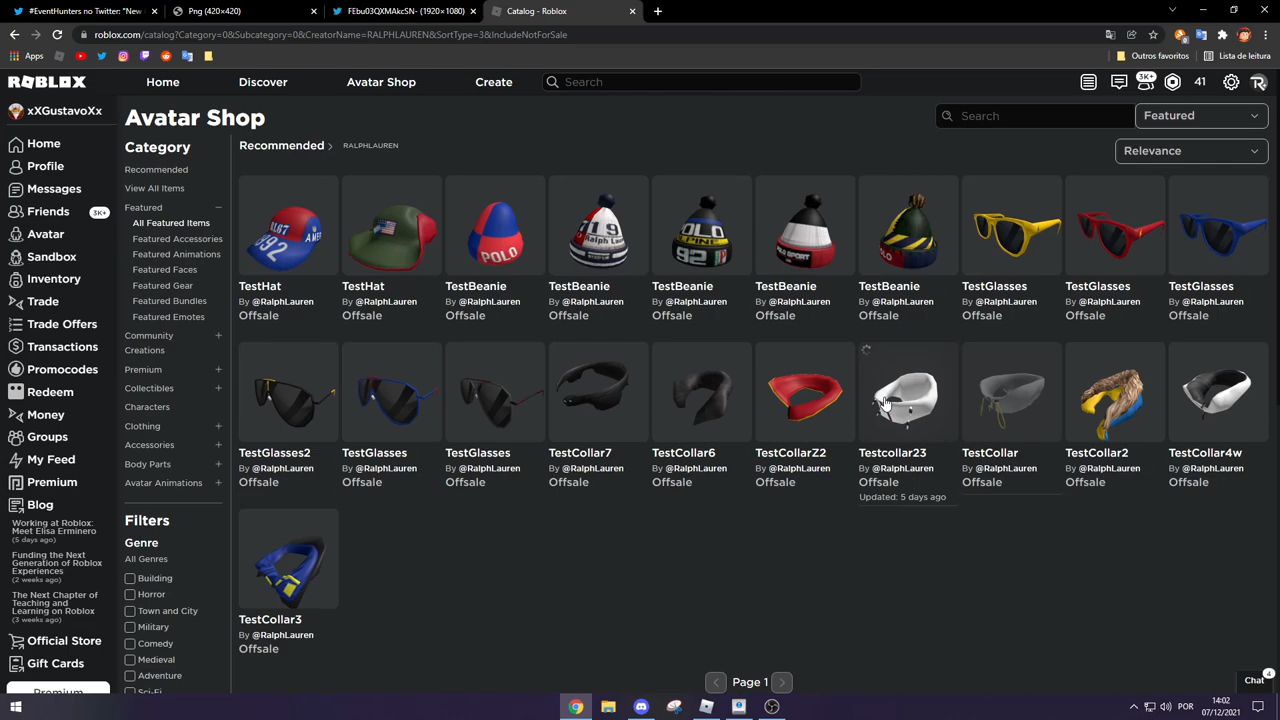 #EventHunters no Twitter: "New
Png (420×420)
FEbu03QXMAkcSN- (1920×1080)
Catalog - Roblox
roblox.com/catalog?Category=0&Subcategory=0&CreatorName=RALPHLAUREN&SortType=3&IncludeNotForSale
Apps
Outros favoritos
Lista de leitura
ROBLOX
Home
Discover
Avatar Shop
Create
Search
3K+
41
xXGustavoXx
Home
Profile
Messages
Friends
3K+
Avatar
Sandbox
Inventory
Trade
Trade Offers
Transactions
Promocodes
Redeem
Money
Groups
My Feed
Premium
Blog
Working at Roblox:
Meet Elisa Erminero
(5 days ago)
Funding the Next
Generation of Roblox
Experiences
(2 weeks ago)
The Next Chapter of
Teaching and
Learning on Roblox
(3 weeks ago)
Official Store
Gift Cards
Premium
Avatar Shop
Category
Recommended
View All Items
Featured
All Featured Items
Featured Accessories
Featured Animations
Featured Faces
Featured Gear
Featured Bundles
Featured Emotes
Community
Creations
Premium
Collectibles
Characters
Clothing
Accessories
Body Parts
Avatar Animations
Filters
Genre
All Genres
Building
Horror
Town and City
Military
Comedy
Medieval
Adventure
Sci-Fi
Search
Featured
Recommended
RALPHLAUREN
Relevance
TestHat
By @RalphLauren
Offsale
TestHat
By @RalphLauren
Offsale
POLO
TestBeanie
By @RalphLauren
Offsale
TestBeanie
By @RalphLauren
Offsale
TestBeanie
By @RalphLauren
Offsale
TestBeanie
By @RalphLauren
Offsale
TestBeanie
By @RalphLauren
Offsale
TestGlasses
By @RalphLauren
Offsale
TestGlasses
By @RalphLauren
Offsale
TestGlasses
By @RalphLauren
Offsale
TestGlasses2
By @RalphLauren
Offsale
TestGlasses
By @RalphLauren
Offsale
TestGlasses
By @RalphLauren
Offsale
TestCollar7
By @RalphLauren
Offsale
TestCollar6
By @RalphLauren
Offsale
TestCollarZ2
By @RalphLauren
Offsale
Testcollar23
By @RalphLauren
Offsale
Updated: 5 days ago
TestCollar
By @RalphLauren
Offsale
TestCollar2
By @RalphLauren
Offsale
TestCollar4w
By @RalphLauren
Offsale
TestCollar3
By @RalphLauren
Offsale
Page 1
Chat
4
POR
14:02
07/12/2021